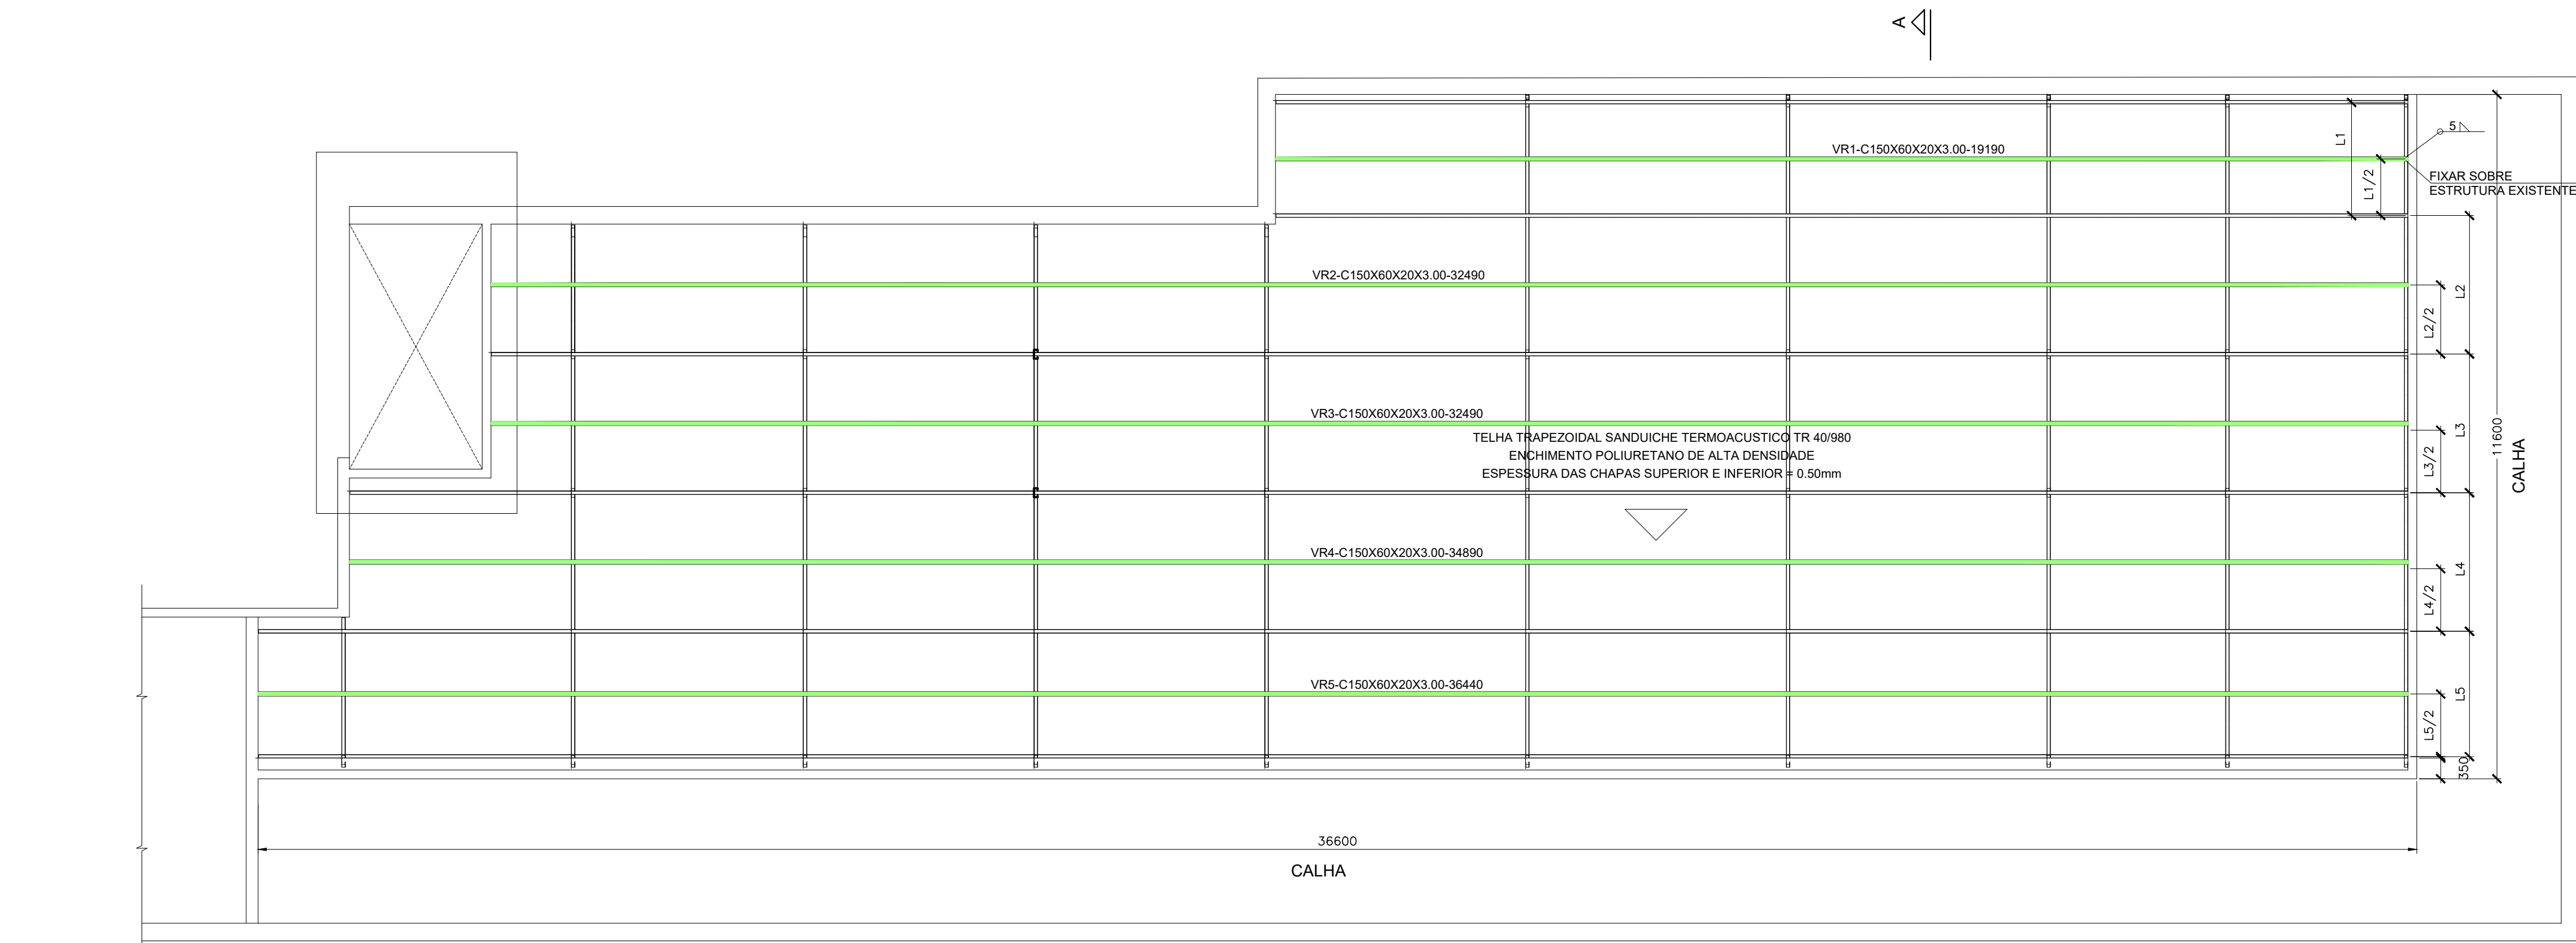 A
VR1-C150X60X20X3.00-19190
L1
L1/2
5
FIXAR SOBRE
ESTRUTURA EXISTENTE
VR2-C150X60X20X3.00-32490
L2
L2/2
VR3-C150X60X20X3.00-32490
TELHA TRAPEZOIDAL SANDUICHE TERMOACUSTICO TR 40/980
ENCHIMENTO POLIURETANO DE ALTA DENSIDADE
ESPESSURA DAS CHAPAS SUPERIOR E INFERIOR = 0.50mm
L3
L3/2
11600
CALHA
VR4-C150X60X20X3.00-34890
L4
L4/2
VR5-C150X60X20X3.00-36440
L5
L5/2
350
36600
CALHA